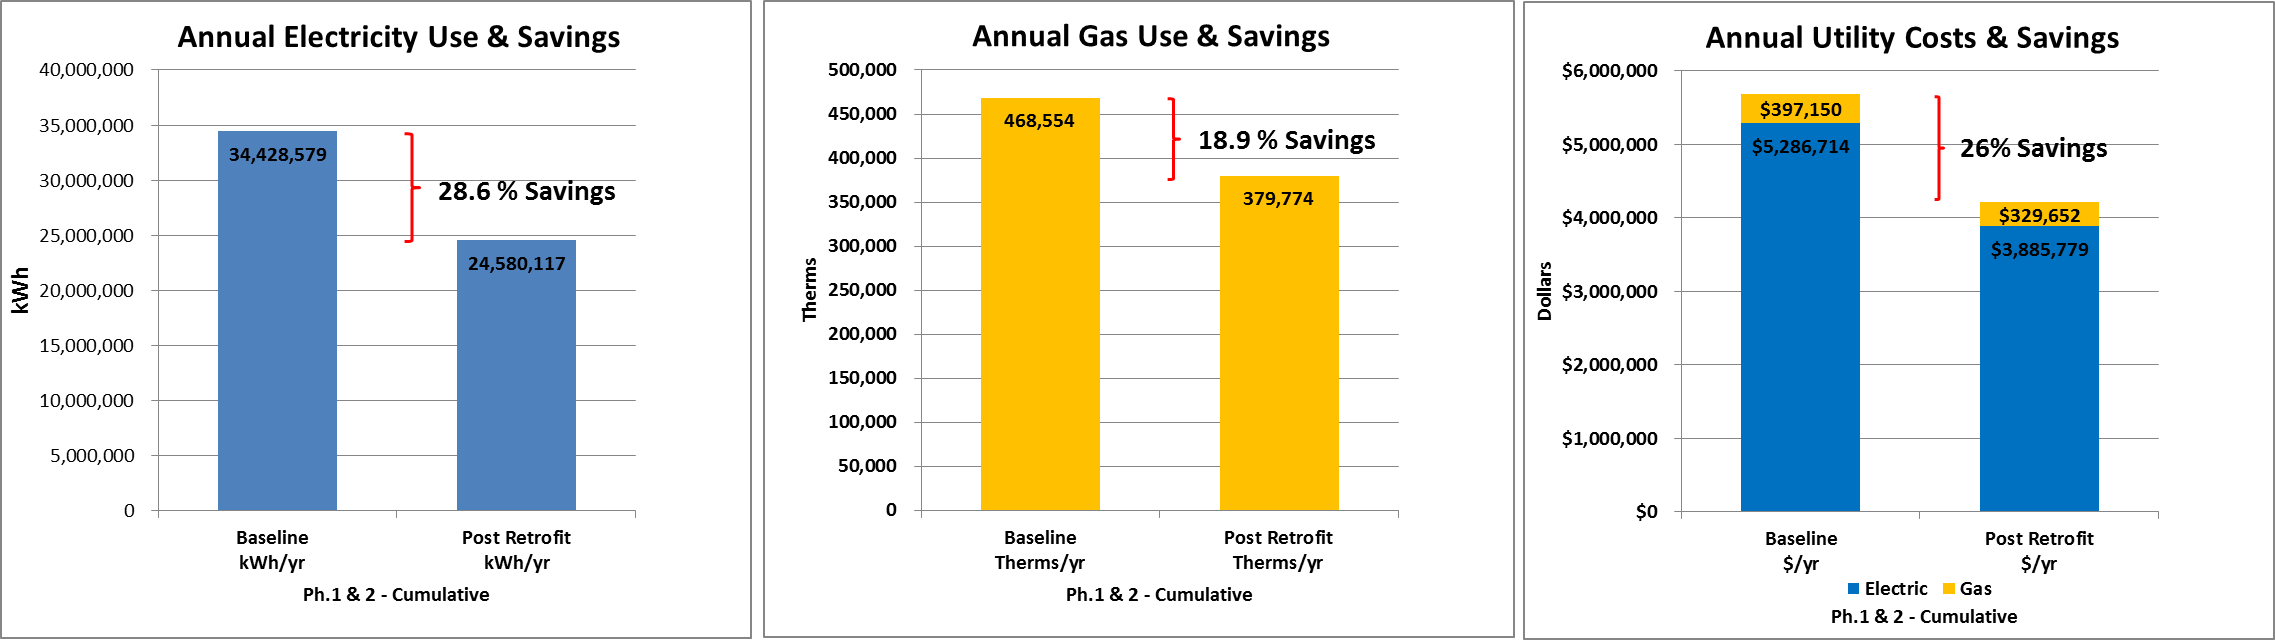 Annual Electricity Use & Savings
40,000,000
35,000,000
30,000,000
25,000,000
20,000,000
15,000,000
10,000,000
5,000,000
0
kWh
34,428,579
28.6 % Savings
24,580,117
Baseline
kWh/yr
Post Retrofit
kWh/yr
Ph.1 & 2 - Cumulative
Annual Gas Use & Savings
500,000
450,000
400,000
350,000
300,000
250,000
200,000
150,000
100,000
50,000
0
Therms
468,554
18.9 % Savings
379,774
Baseline
Therms/yr
Post Retrofit
Therms/yr
Ph.1 & 2 - Cumulative
Annual Utility Costs & Savings
$6,000,000
$5,000,000
$4,000,000
$3,000,000
$2,000,000
$1,000,000
$0
Dollars
$397,150
$5,286,714
26% Savings
$329,652
$3,885,779
Baseline
$/yr
Post Retrofit
$/yr
Electric Gas
Ph.1 & 2 - Cumulative